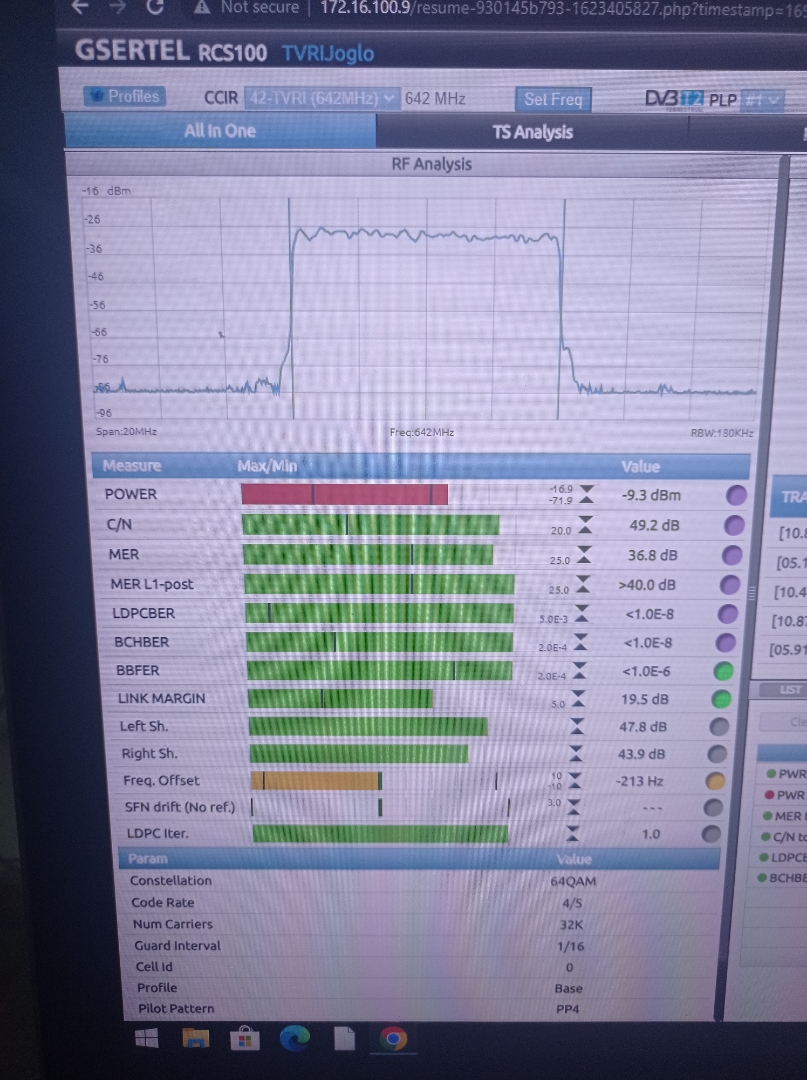 Not secure | 172.16.100.9/resume-930145b793-1623405827.php?timestamp=169
GSERTEL RCS100 TVRIJoglo
Profiles CCIR 42-TVRI (642MHz) 642 MHz Set Freq DVB T2 PLP #1
All In One TS Analysis
RF Analysis
-16 dBm
-26
-36
-46
-56
-66
-76
-86
-96
Span:20MHz Freq:642MHz RBW:180KHz
Measure Max/Min Value
POWER -16.9 -71.9 -9.3 dBm
C/N 20.0 49.2 dB
MER 25.0 36.8 dB
MER L1-post 25.0 >40.0 dB
LDPCBER 5.0E-3 <1.0E-8
BCHBER 2.0E-4 <1.0E-8
BBFER 2.0E-4 <1.0E-6
LINK MARGIN 5.0 19.5 dB
Left Sh. 47.8 dB
Right Sh. 43.9 dB
Freq. Offset 10 -10 -213 Hz
SFN drift (No ref.) 3.0 ---
LDPC Iter. 1.0
Param Value
Constellation 64QAM
Code Rate 4/5
Num Carriers 32K
Guard Interval 1/16
Cell Id 0
Profile Base
Pilot Pattern PP4
TRA
[10.8
[05.1
[10.4
[10.87
[05.91
LIST
Cle
PWR
PWR
MER
C/N to
LDPCB
BCHBE